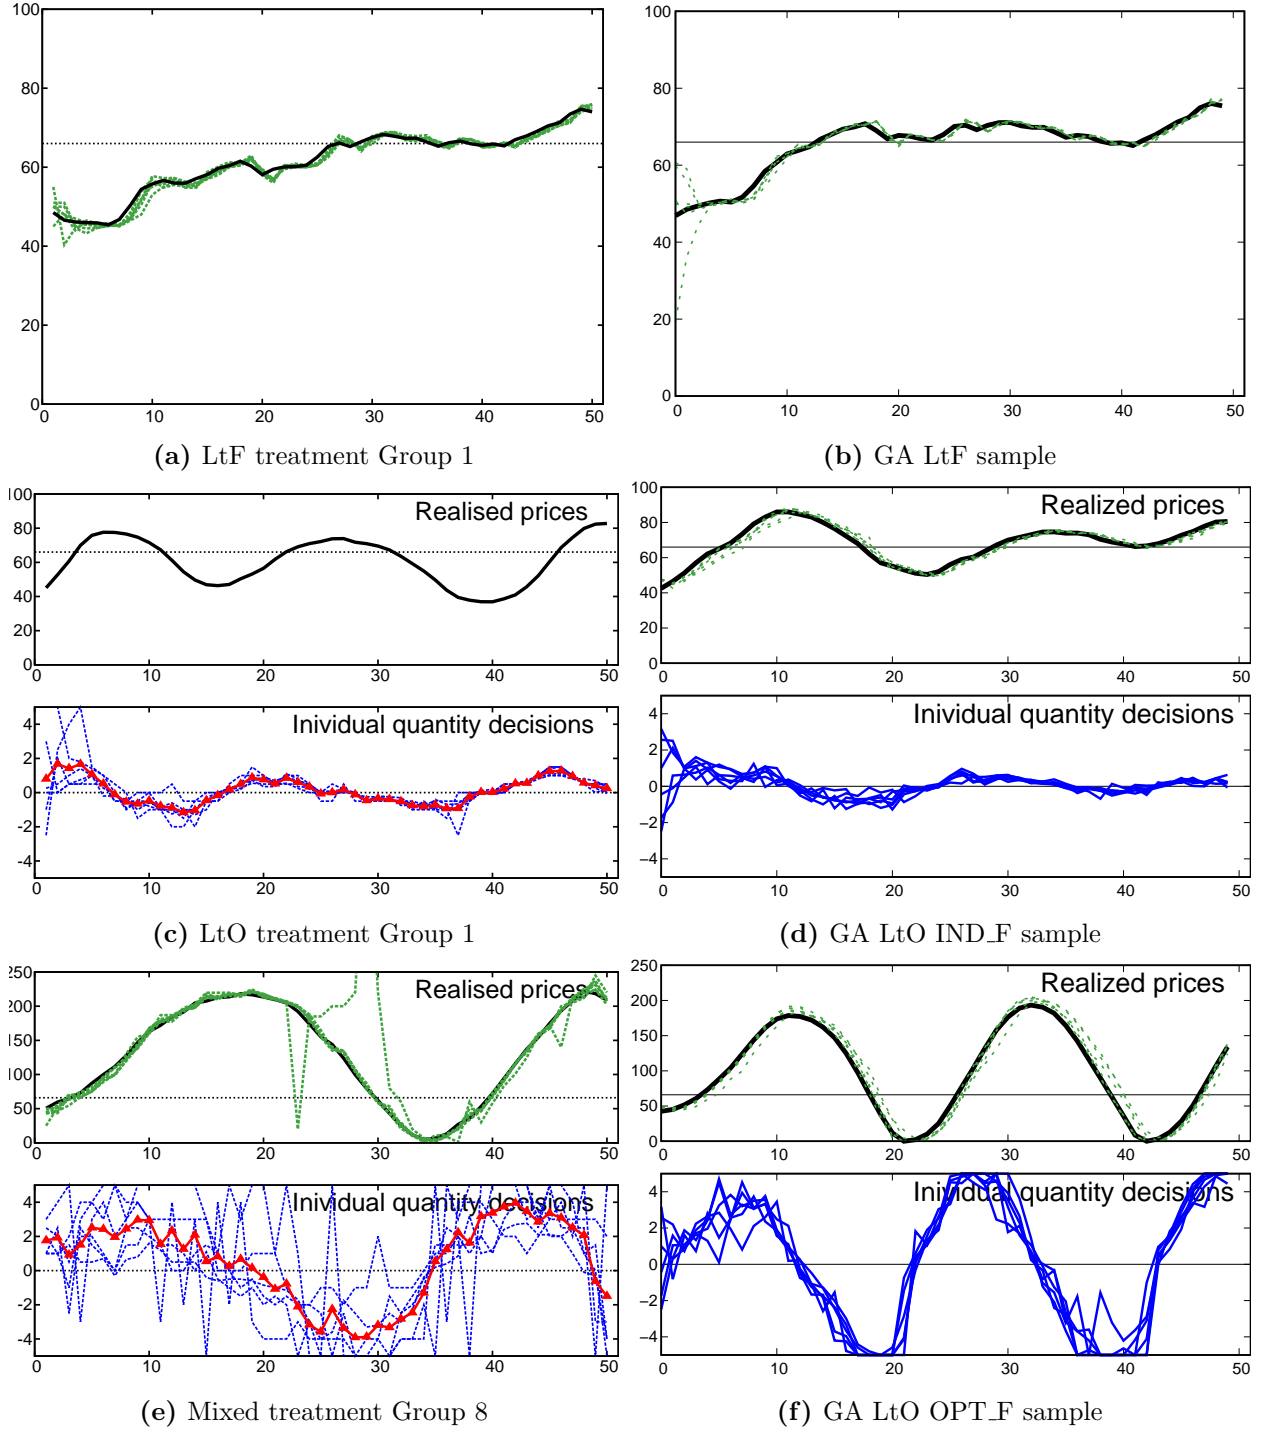 100
80
60
40
20
0
0 10 20 30 40 50
(a) LtF treatment Group 1
100
80
60
40
20
0
0 10 20 30 40 50
(b) GA LtF sample
100
80
60
40
20
0
0 10 20 30 40 50
Realised prices
4
2
0
-2
-4
0 10 20 30 40 50
Inividual quantity decisions
(c) LtO treatment Group 1
100
80
60
40
20
0
0 10 20 30 40 50
Realized prices
4
2
0
−2
−4
0 10 20 30 40 50
Inividual quantity decisions
(d) GA LtO IND_F sample
250
200
150
100
50
0
0 10 20 30 40 50
Realised prices
4
2
0
-2
-4
0 10 20 30 40 50
Inividual quantity decisions
(e) Mixed treatment Group 8
250
200
150
100
50
0
0 10 20 30 40 50
Realized prices
4
2
0
−2
−4
0 10 20 30 40 50
Inividual quantity decisions
(f) GA LtO OPT_F sample